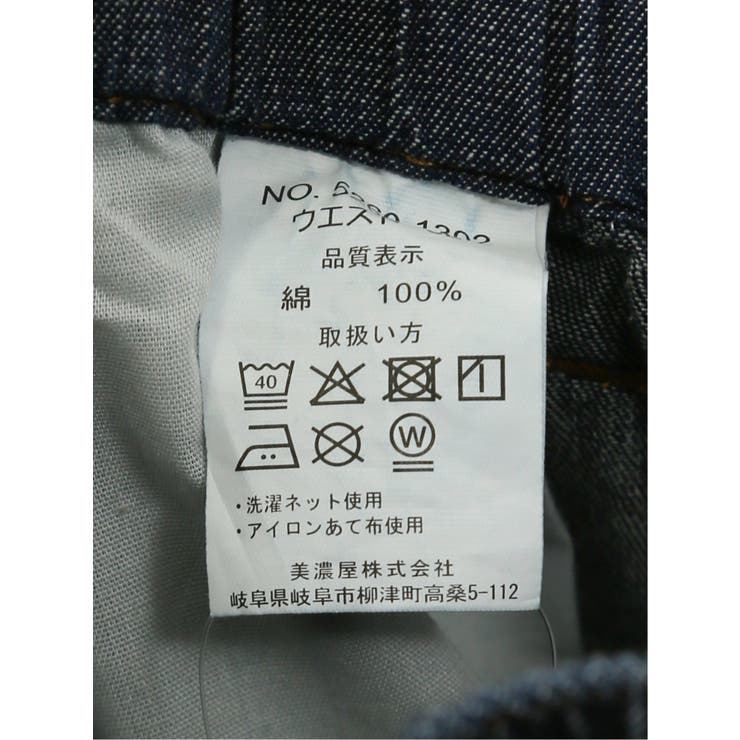 NO.
ウエスト
品質表示
綿 100%
取扱い方
40
W
・洗濯ネット使用
・アイロンあて布使用
美濃屋株式会社
岐阜県岐阜市柳津町高桑5-112